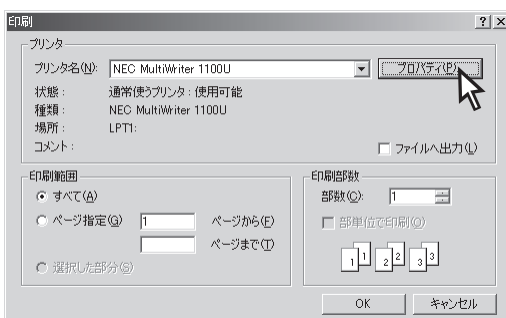 印刷
プリンタ
プリンタ名(N): NEC MultiWriter 1100U プロパティ(P)
状態: 通常使うプリンタ:使用可能
種類: NEC MultiWriter 1100U
場所: LPT1:
コメント: ファイルへ出力(L)
印刷範囲
すべて(A)
ページ指定(G) 1 ページから(F)
ページまで(T)
選択した部分(S)
印刷部数
部数(C): 1
部単位で印刷(O)
1 1 2 2 3 3
OK キャンセル